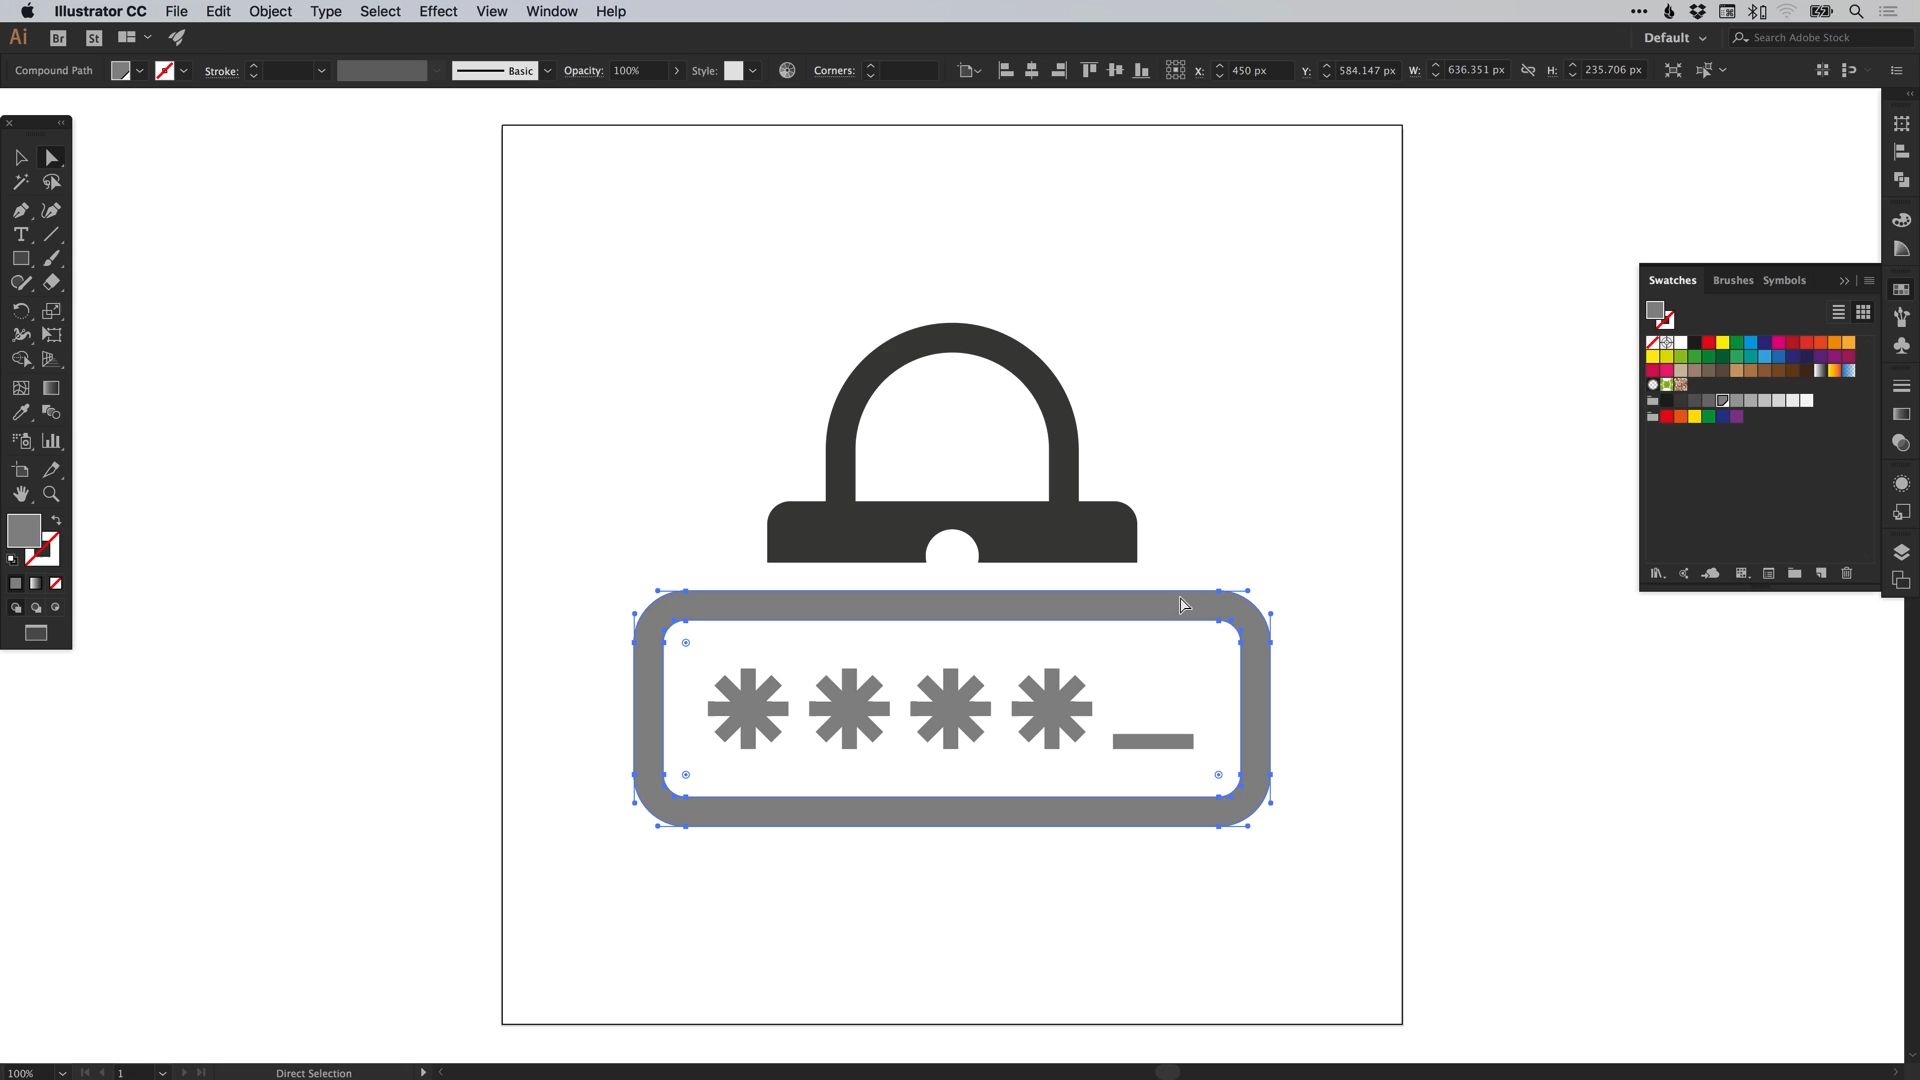 Illustrator CC File Edit Object Type Select Effect View Window Help
Ai Br St Default Search Adobe Stock
Compound Path Stroke: Basic Opacity: 100% Style: Corners: X: 450 px Y: 584.147 px W: 636.351 px H: 235.706 px
Swatches Brushes Symbols
T
****_
100% 1 Direct Selection